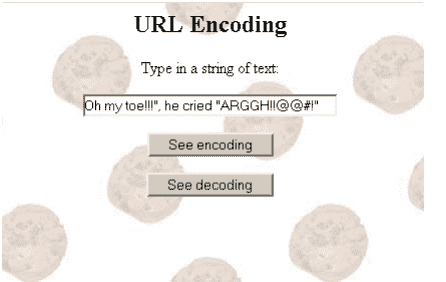 URL Encoding
Type in a string of text:
Oh my toe!!!", he cried "ARGGH!!@@#!"
See encoding
See decoding